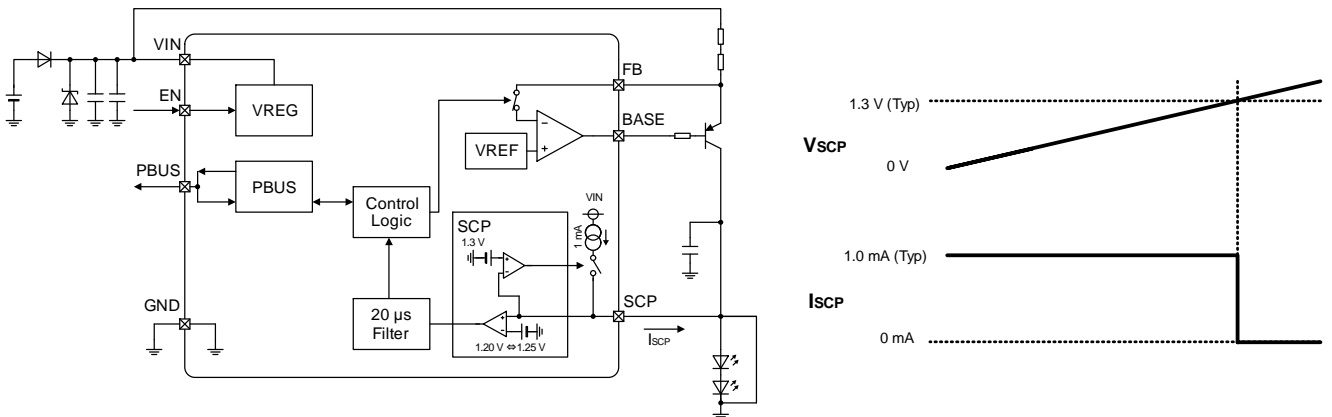 VIN
EN
VREG
PBUS
PBUS
Control
Logic
GND
20 µs
Filter
FB
BASE
VREF
−
+
VIN
1 mA
SCP
1.3 V
+
−
+
−
1.20 V ⇔ 1.25 V
SCP
ISCP
1.3 V (Typ)
VSCP
0 V
1.0 mA (Typ)
ISCP
0 mA